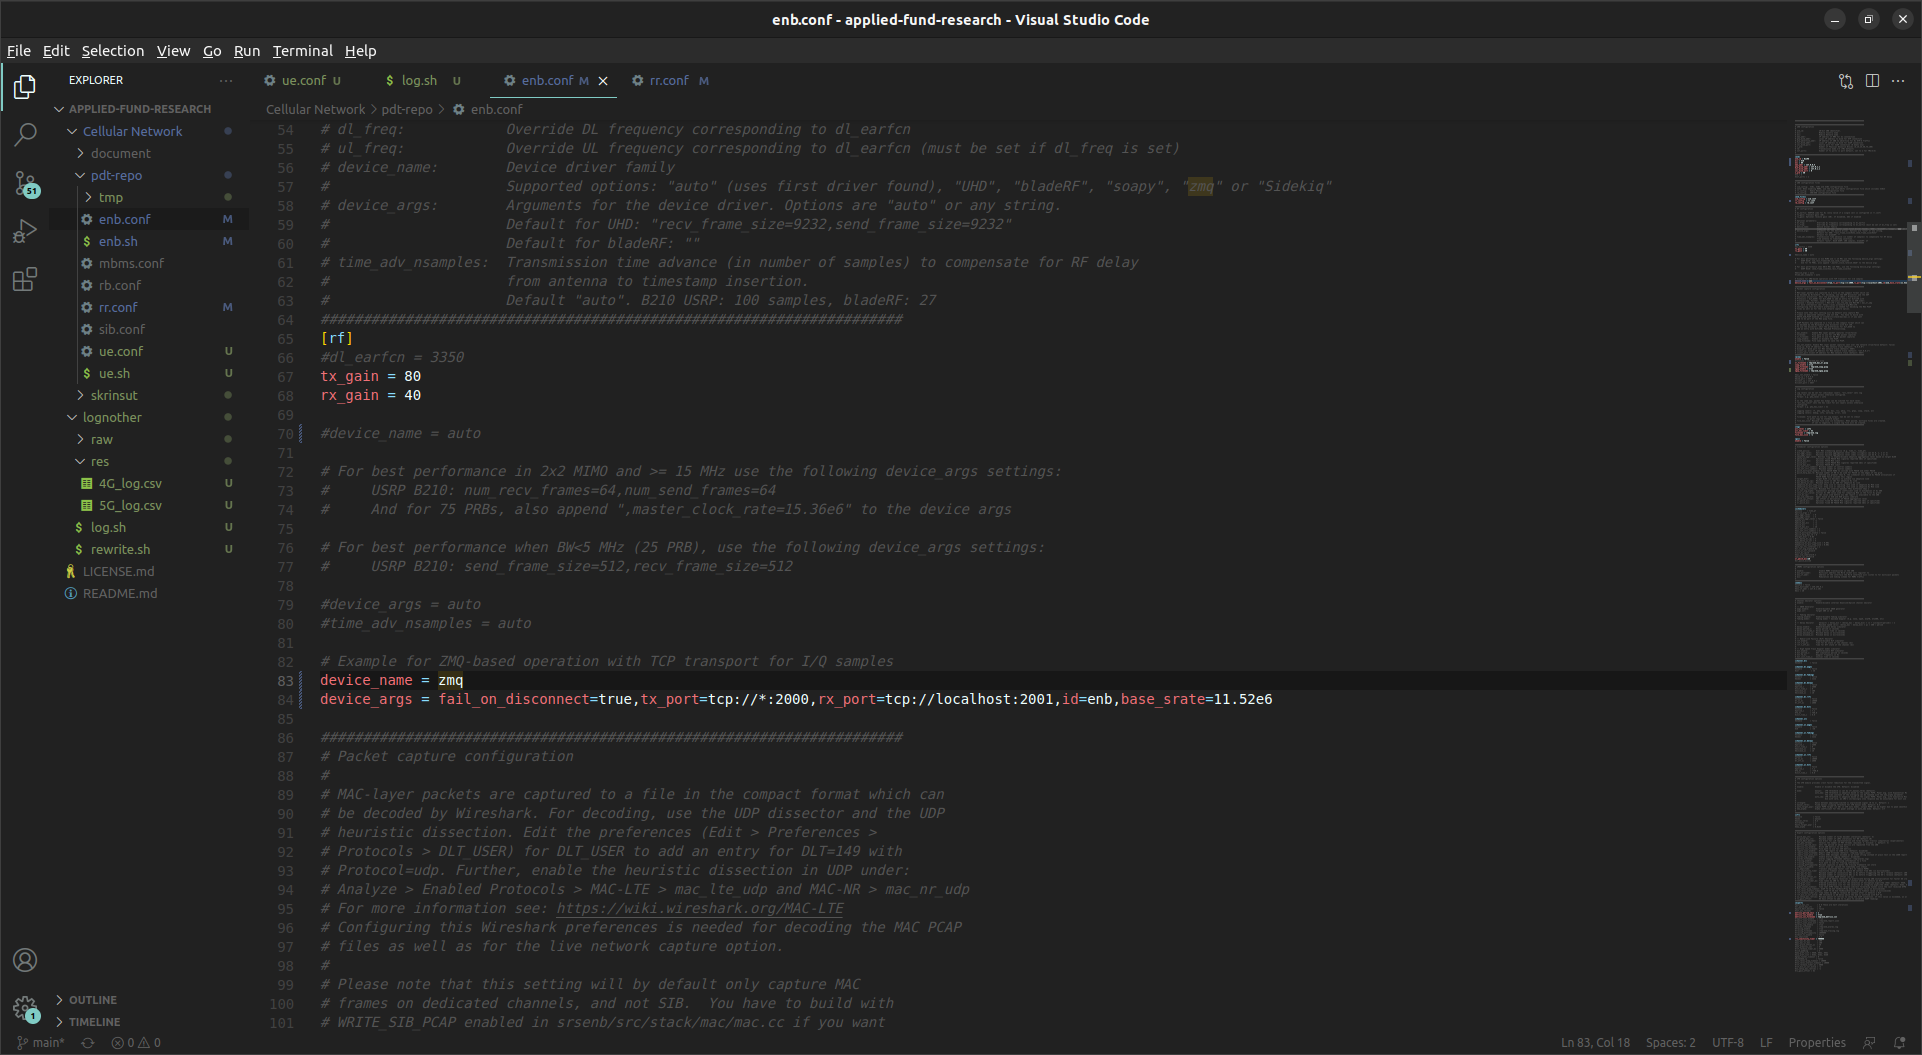 enb.conf - applied-fund-research - Visual Studio Code
File Edit Selection View Go Run Terminal Help
EXPLORER
APPLIED-FUND-RESEARCH
Cellular Network
document
pdt-repo
tmp
enb.conf M
enb.sh M
mbms.conf
rb.conf
rr.conf M
sib.conf
ue.conf U
ue.sh U
skrinsut
lognother
raw
res
4G_log.csv U
5G_log.csv U
log.sh U
rewrite.sh U
LICENSE.md
README.md
OUTLINE
TIMELINE
51
1
ue.conf U $ log.sh U enb.conf M rr.conf M
Cellular Network > pdt-repo > enb.conf
54 # dl_freq: Override DL frequency corresponding to dl_earfcn
55 # ul_freq: Override UL frequency corresponding to dl_earfcn (must be set if dl_freq is set)
56 # device_name: Device driver family
57 # Supported options: "auto" (uses first driver found), "UHD", "bladeRF", "soapy", "zmq" or "Sidekiq"
58 # device_args: Arguments for the device driver. Options are "auto" or any string.
59 # Default for UHD: "recv_frame_size=9232,send_frame_size=9232"
60 # Default for bladeRF: ""
61 # time_adv_nsamples: Transmission time advance (in number of samples) to compensate for RF delay
62 # from antenna to timestamp insertion.
63 # Default "auto". B210 USRP: 100 samples, bladeRF: 27
64 #####################################################################
65 [rf]
66 #dl_earfcn = 3350
67 tx_gain = 80
68 rx_gain = 40
69
70 #device_name = auto
71
72 # For best performance in 2x2 MIMO and >= 15 MHz use the following device_args settings:
73 # USRP B210: num_recv_frames=64,num_send_frames=64
74 # And for 75 PRBs, also append ",master_clock_rate=15.36e6" to the device args
75
76 # For best performance when BW<5 MHz (25 PRB), use the following device_args settings:
77 # USRP B210: send_frame_size=512,recv_frame_size=512
78
79 #device_args = auto
80 #time_adv_nsamples = auto
81
82 # Example for ZMQ-based operation with TCP transport for I/Q samples
83 device_name = zmq
84 device_args = fail_on_disconnect=true,tx_port=tcp://*:2000,rx_port=tcp://localhost:2001,id=enb,base_srate=11.52e6
85
86 #####################################################################
87 # Packet capture configuration
88 #
89 # MAC-layer packets are captured to a file in the compact format which can
90 # be decoded by Wireshark. For decoding, use the UDP dissector and the UDP
91 # heuristic dissection. Edit the preferences (Edit > Preferences >
92 # Protocols > DLT_USER) for DLT_USER to add an entry for DLT=149 with
93 # Protocol=udp. Further, enable the heuristic dissection in UDP under:
94 # Analyze > Enabled Protocols > MAC-LTE > mac_lte_udp and MAC-NR > mac_nr_udp
95 # For more information see: https://wiki.wireshark.org/MAC-LTE
96 # Configuring this Wireshark preferences is needed for decoding the MAC PCAP
97 # files as well as for the live network capture option.
98 #
99 # Please note that this setting will by default only capture MAC
100 # frames on dedicated channels, and not SIB. You have to build with
101 # WRITE_SIB_PCAP enabled in srsenb/src/stack/mac/mac.cc if you want
main* 0 0 Ln 83, Col 18 Spaces: 2 UTF-8 LF Properties